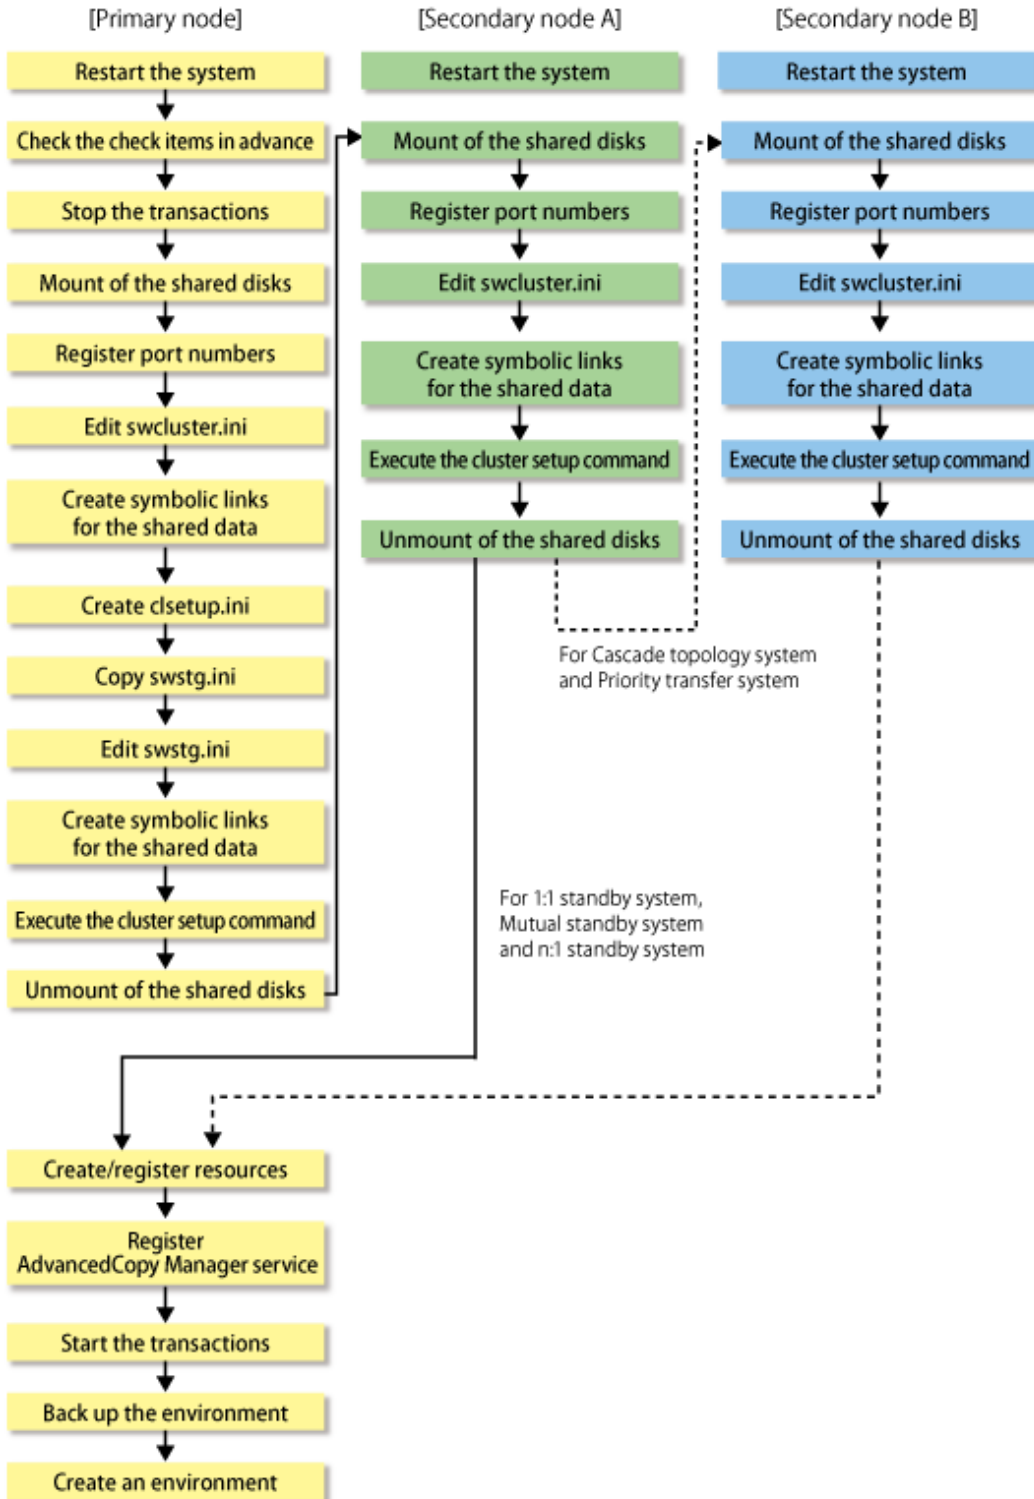 [Primary node]
Restart the system
Check the check items in advance
Stop the transactions
Mount of the shared disks
Register port numbers
Edit swcluster.ini
Create symbolic links
for the shared data
Create clsetup.ini
Copy swstg.ini
Edit swstg.ini
Create symbolic links
for the shared data
Execute the cluster setup command
Unmount of the shared disks
[Secondary node A]
Restart the system
Mount of the shared disks
Register port numbers
Edit swcluster.ini
Create symbolic links
for the shared data
Execute the cluster setup command
Unmount of the shared disks
[Secondary node B]
Restart the system
Mount of the shared disks
Register port numbers
Edit swcluster.ini
Create symbolic links
for the shared data
Execute the cluster setup command
Unmount of the shared disks
For Cascade topology system
and Priority transfer system
For 1:1 standby system,
Mutual standby system
and n:1 standby system
Create/register resources
Register
AdvancedCopy Manager service
Start the transactions
Back up the environment
Create an environment